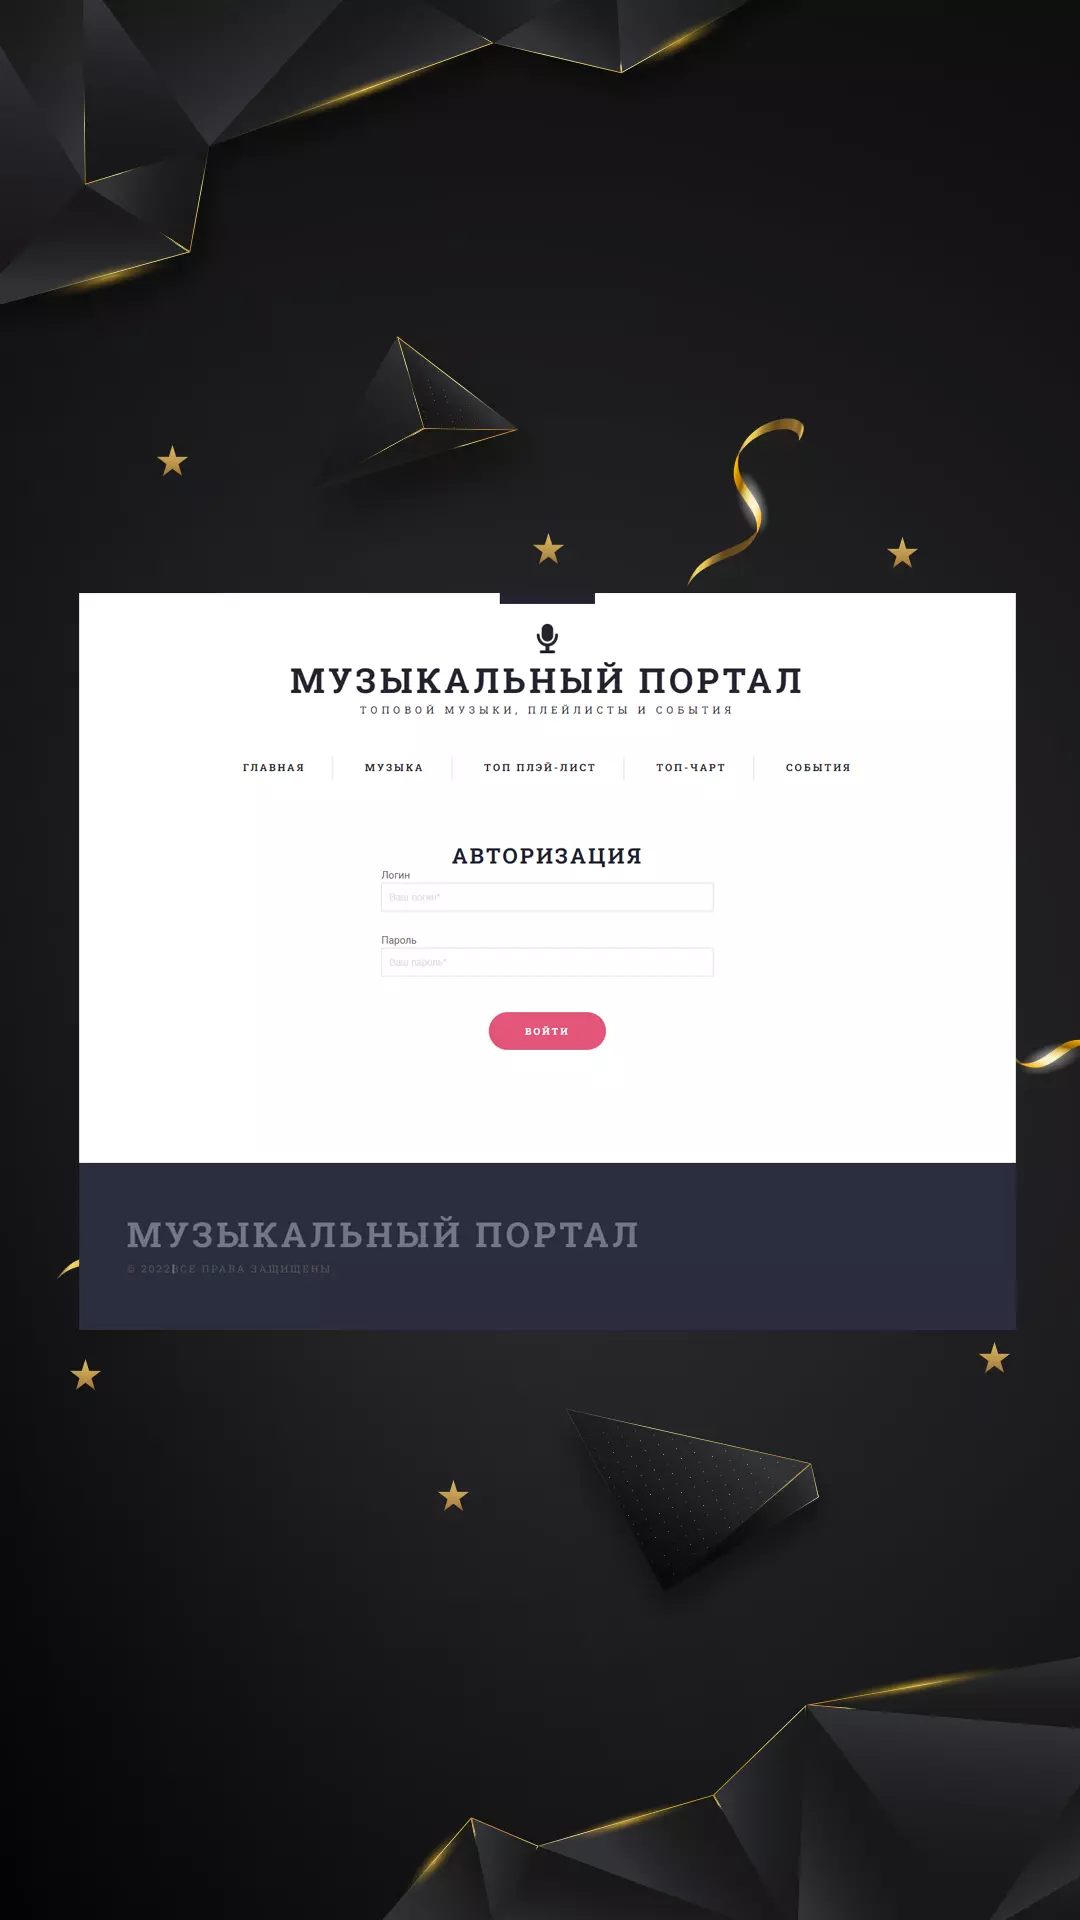 МУЗЫКАЛЬНЫЙ ПОРТАЛ
ТОПОВОЙ МУЗЫКИ, ПЛЕЙЛИСТЫ И СОБЫТИЯ
ГЛАВНАЯ МУЗЫКА ТОП ПЛЭЙ-ЛИСТ ТОП-ЧАРТ СОБЫТИЯ
АВТОРИЗАЦИЯ
Логин
Ваш логин*
Пароль
Ваш пароль*
ВОЙТИ
МУЗЫКАЛЬНЫЙ ПОРТАЛ
© 2022 ВСЕ ПРАВА ЗАЩИЩЕНЫ